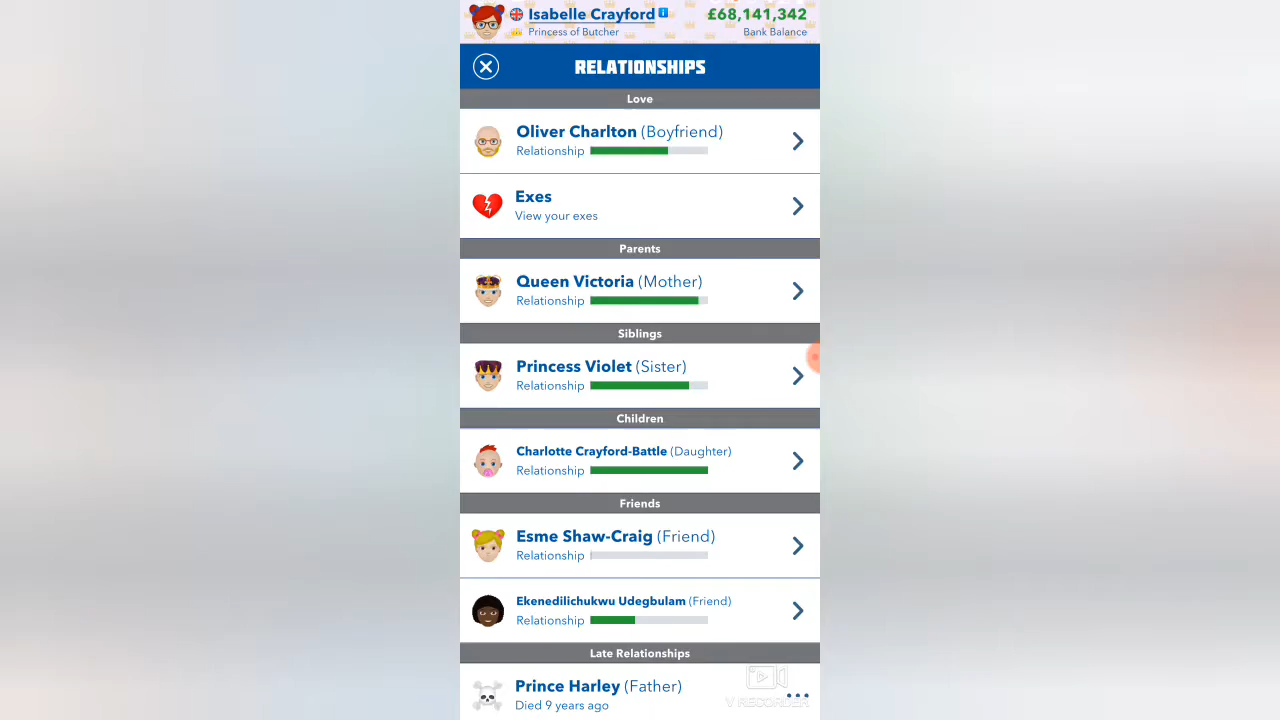 Isabelle Crayford
£68,141,342
Princess of Butcher
Bank Balance
RELATIONSHIPS
Love
Oliver Charlton (Boyfriend)
Relationship
Exes
View your exes
Parents
Queen Victoria (Mother)
Relationship
Siblings
Princess Violet (Sister)
Relationship
Children
Charlotte Crayford-Battle (Daughter)
Relationship
Friends
Esme Shaw-Craig (Friend)
Relationship
Ekenedilichukwu Udegbulam (Friend)
Relationship
Late Relationships
Prince Harley (Father)
Died 9 years ago
V RECORDER